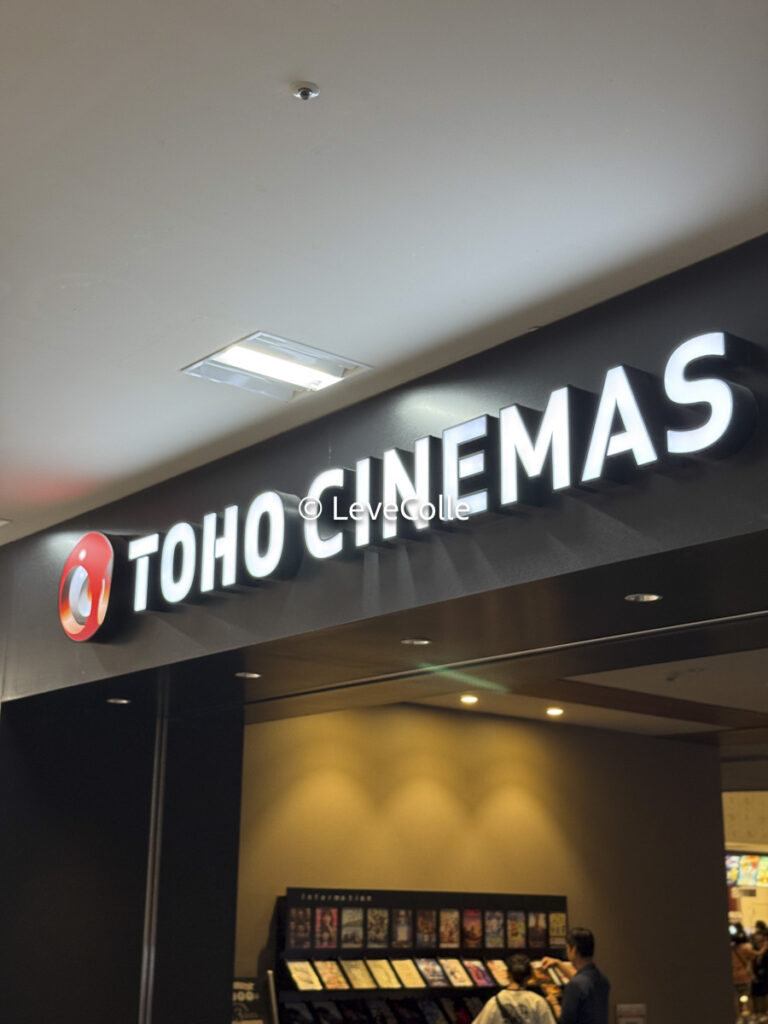 TOHO CINEMAS
© LeveColle
Information